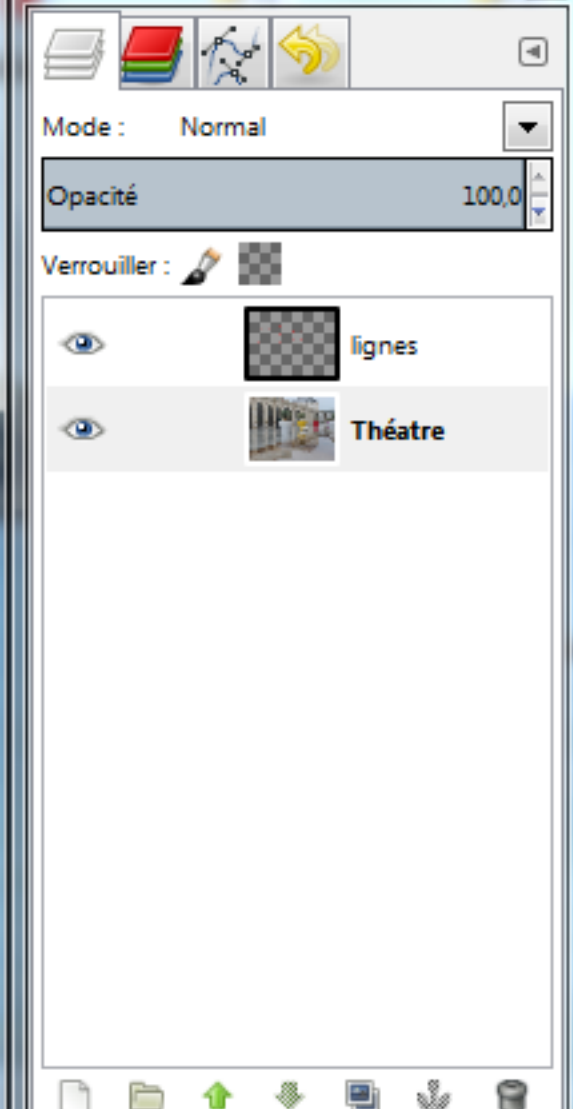 Mode : Normal
Opacité 100,0
Verrouiller :
lignes
Théatre